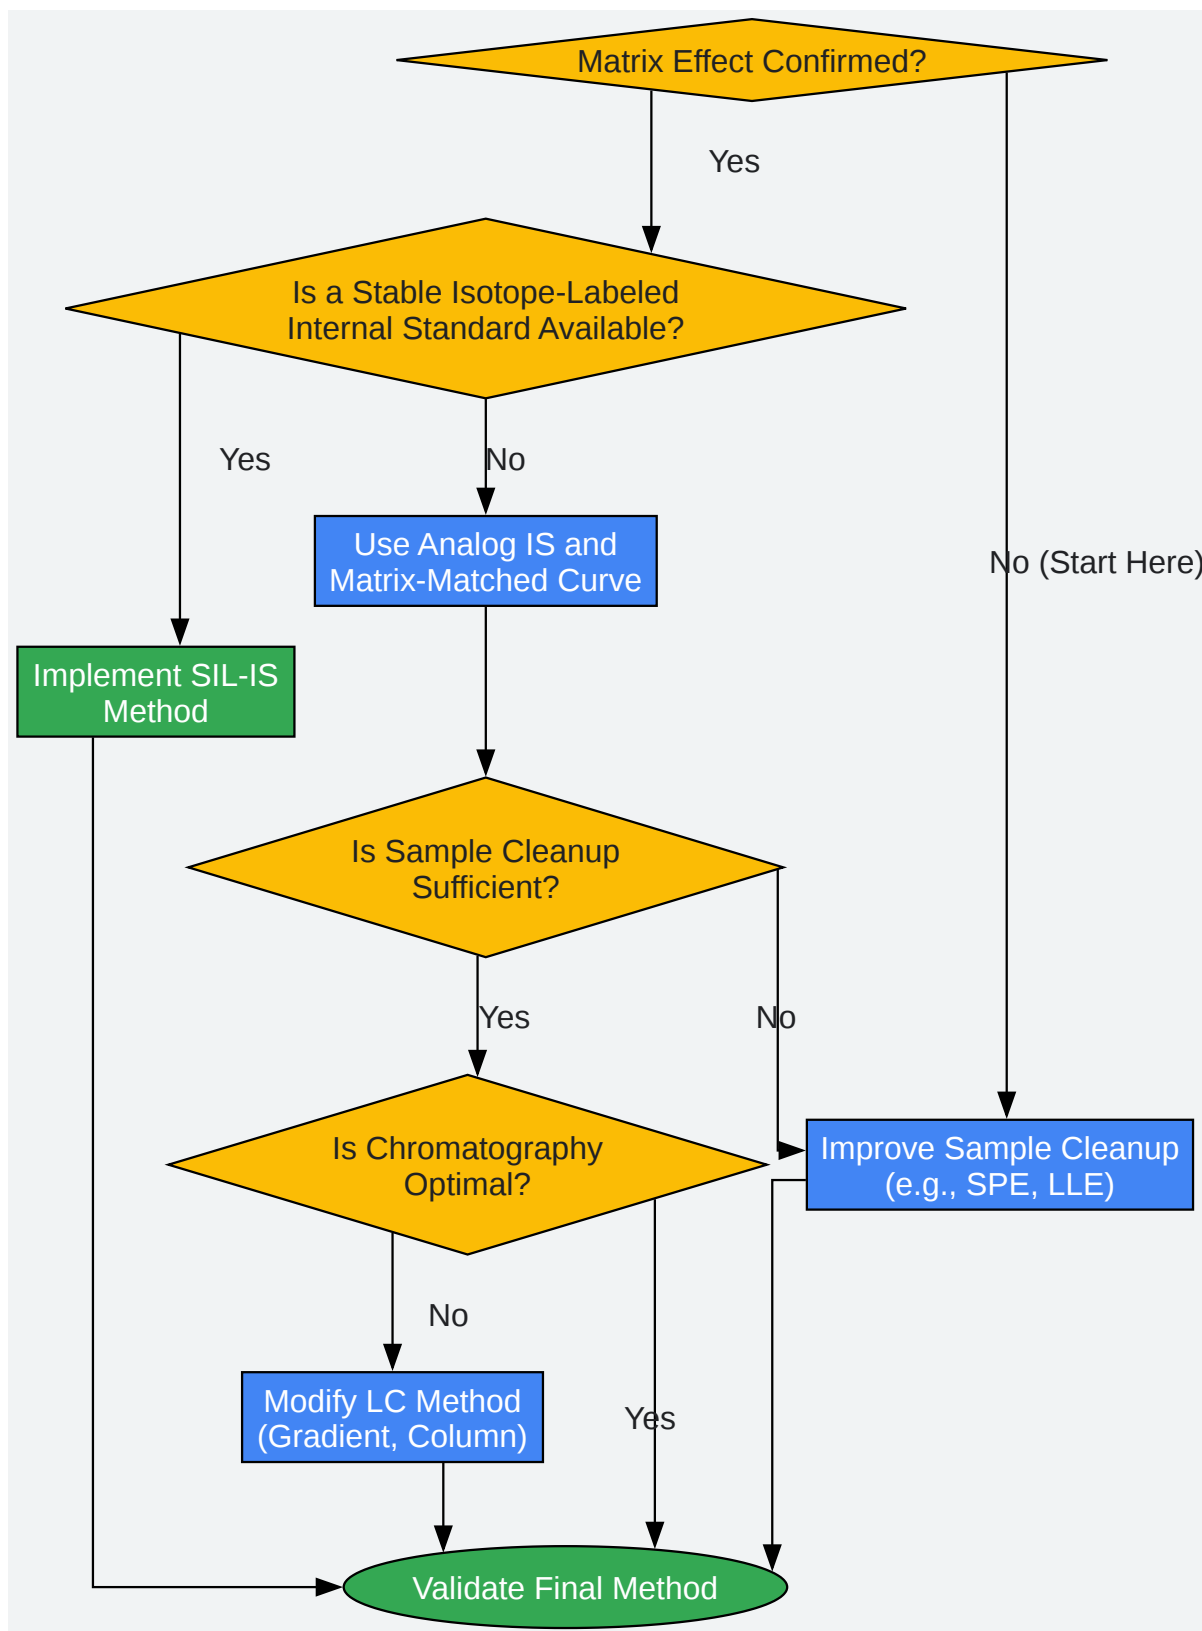 Matrix Effect Confirmed?
Yes
Is a Stable Isotope-Labeled
Internal Standard Available?
Yes
No
Use Analog IS and
Matrix-Matched Curve
No (Start Here)
Implement SIL-IS
Method
Is Sample Cleanup
Sufficient?
Yes
No
Is Chromatography
Optimal?
Improve Sample Cleanup
(e.g., SPE, LLE)
No
Modify LC Method
(Gradient, Column)
Yes
Validate Final Method